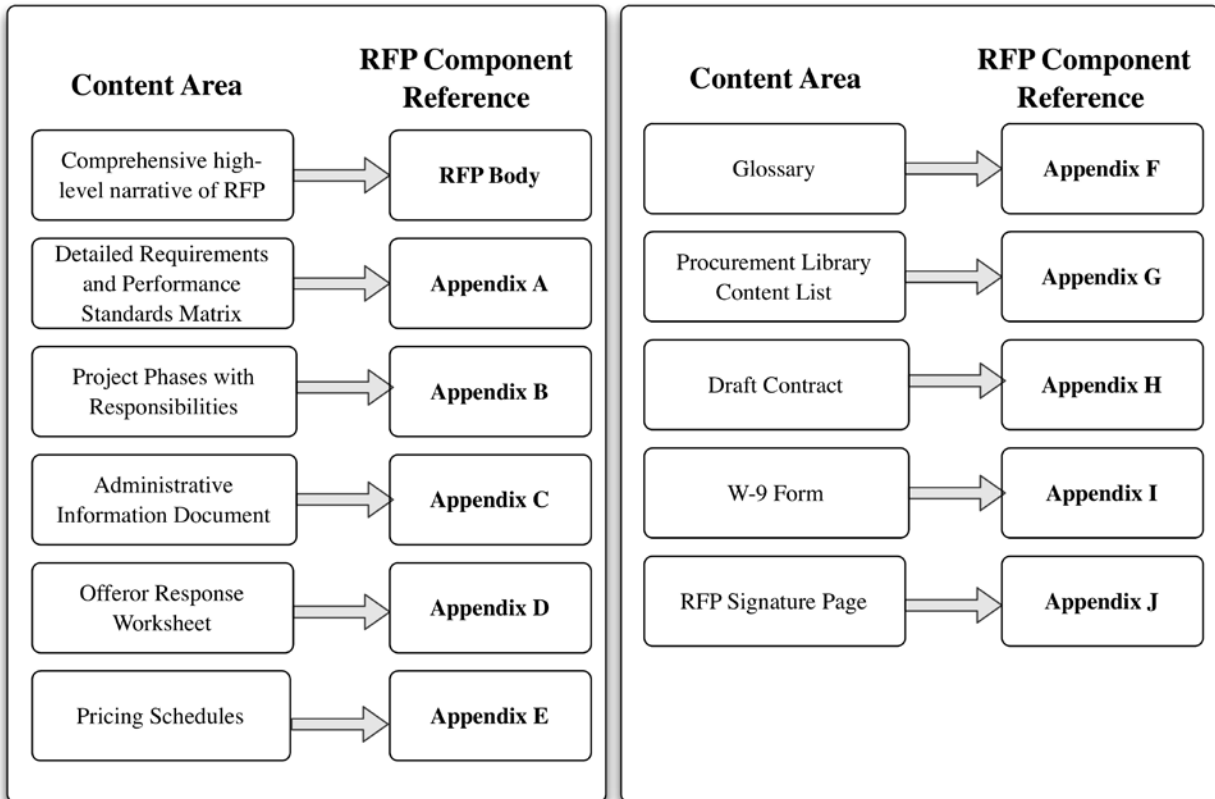 Content Area
RFP Component
Reference
Comprehensive high-
level narrative of RFP
RFP Body
Detailed Requirements
and Performance
Standards Matrix
Appendix A
Project Phases with
Responsibilities
Appendix B
Administrative
Information Document
Appendix C
Offeror Response
Worksheet
Appendix D
Pricing Schedules
Appendix E
Content Area
RFP Component
Reference
Glossary
Appendix F
Procurement Library
Content List
Appendix G
Draft Contract
Appendix H
W-9 Form
Appendix I
RFP Signature Page
Appendix J